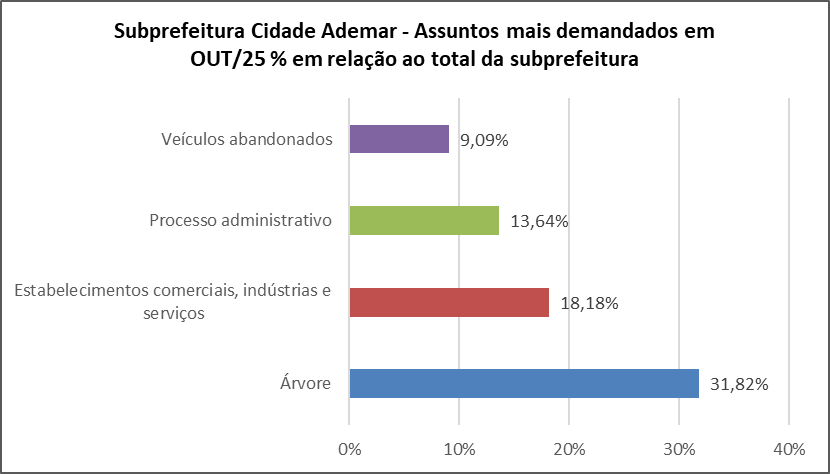 Subprefeitura Cidade Ademar - Assuntos mais demandados em
OUT/25 % em relação ao total da subprefeitura
Veículos abandonados
9,09%
Processo administrativo
13,64%
Estabelecimentos comerciais, indústrias e
serviços
18,18%
Árvore
31,82%
0%
10%
20%
30%
40%